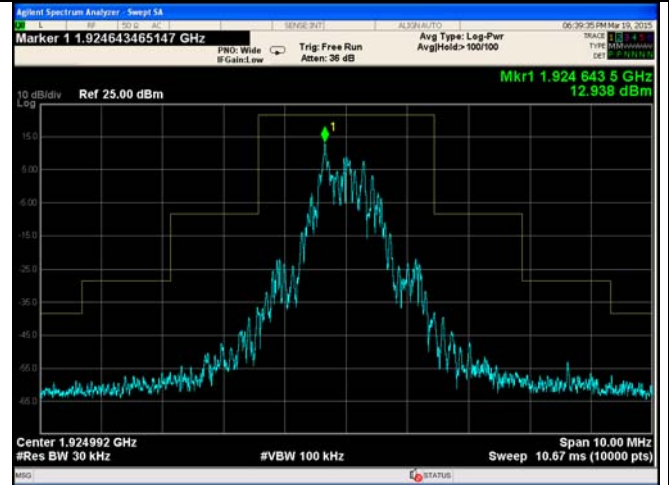 Agilent Spectrum Analyzer - Swept SA
L RF 50 Ω AC SENSE:INT ALIGN AUTO 06:39:35 PM Mar 19, 2015
Marker 1 1.924643465147 GHz
PNO: Wide
IFGain:Low
Trig: Free Run
Atten: 36 dB
Avg Type: Log-Pwr
Avg|Hold:> 100/100
TRACE 1 2 3 4 5 6
TYPE
DET P P N N N N
Mkr1 1.924 643 5 GHz
12.938 dBm
10 dB/div Ref 25.00 dBm
Log
1
15.0
5.00
-5.00
-15.0
-25.0
-35.0
-45.0
-55.0
-65.0
Center 1.924992 GHz Span 10.00 MHz
#Res BW 30 kHz #VBW 100 kHz Sweep 10.67 ms (10000 pts)
MSG STATUS